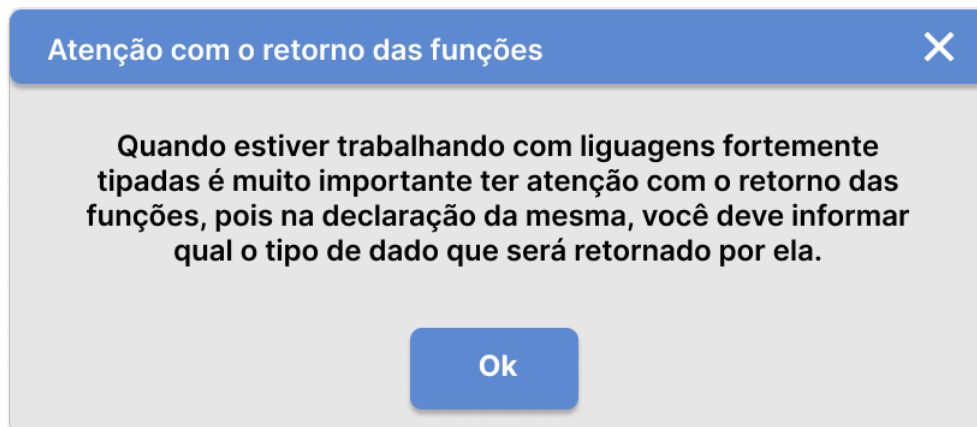 Atenção com o retorno das funções
Quando estiver trabalhando com liguagens fortemente
tipadas é muito importante ter atenção com o retorno das
funções, pois na declaração da mesma, você deve informar
qual o tipo de dado que será retornado por ela.
Ok